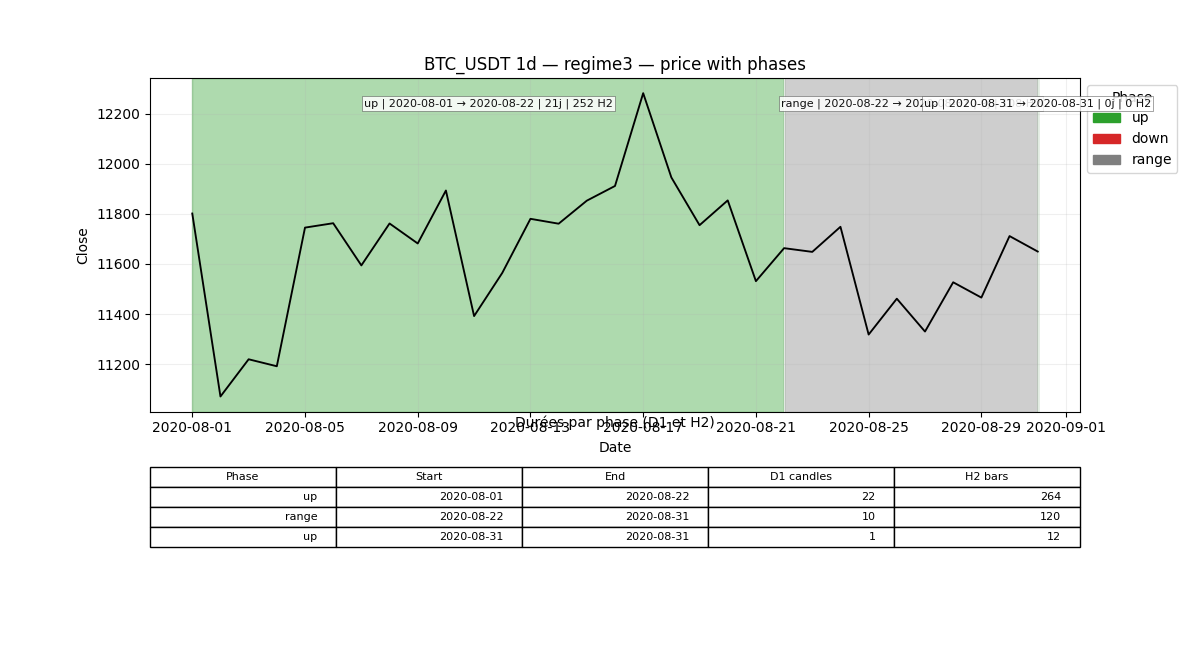 BTC_USDT 1d — regime3 — price with phases
up | 2020-08-01 → 2020-08-22 | 21j | 252 H2
range | 2020-08-22 →
up | 2020-08-31 → 2020-08-31 | 0j | 0 H2
Phase
up
down
range
12200
12000
11800
11600
11400
11200
Close
Durées par phase (D1 et H2)
2020-08-01 2020-08-05 2020-08-09 2020-08-13 2020-08-17 2020-08-21 2020-08-25 2020-08-29 2020-09-01
Date
Phase Start End D1 candles H2 bars
up 2020-08-01 2020-08-22 22 264
range 2020-08-22 2020-08-31 10 120
up 2020-08-31 2020-08-31 1 12